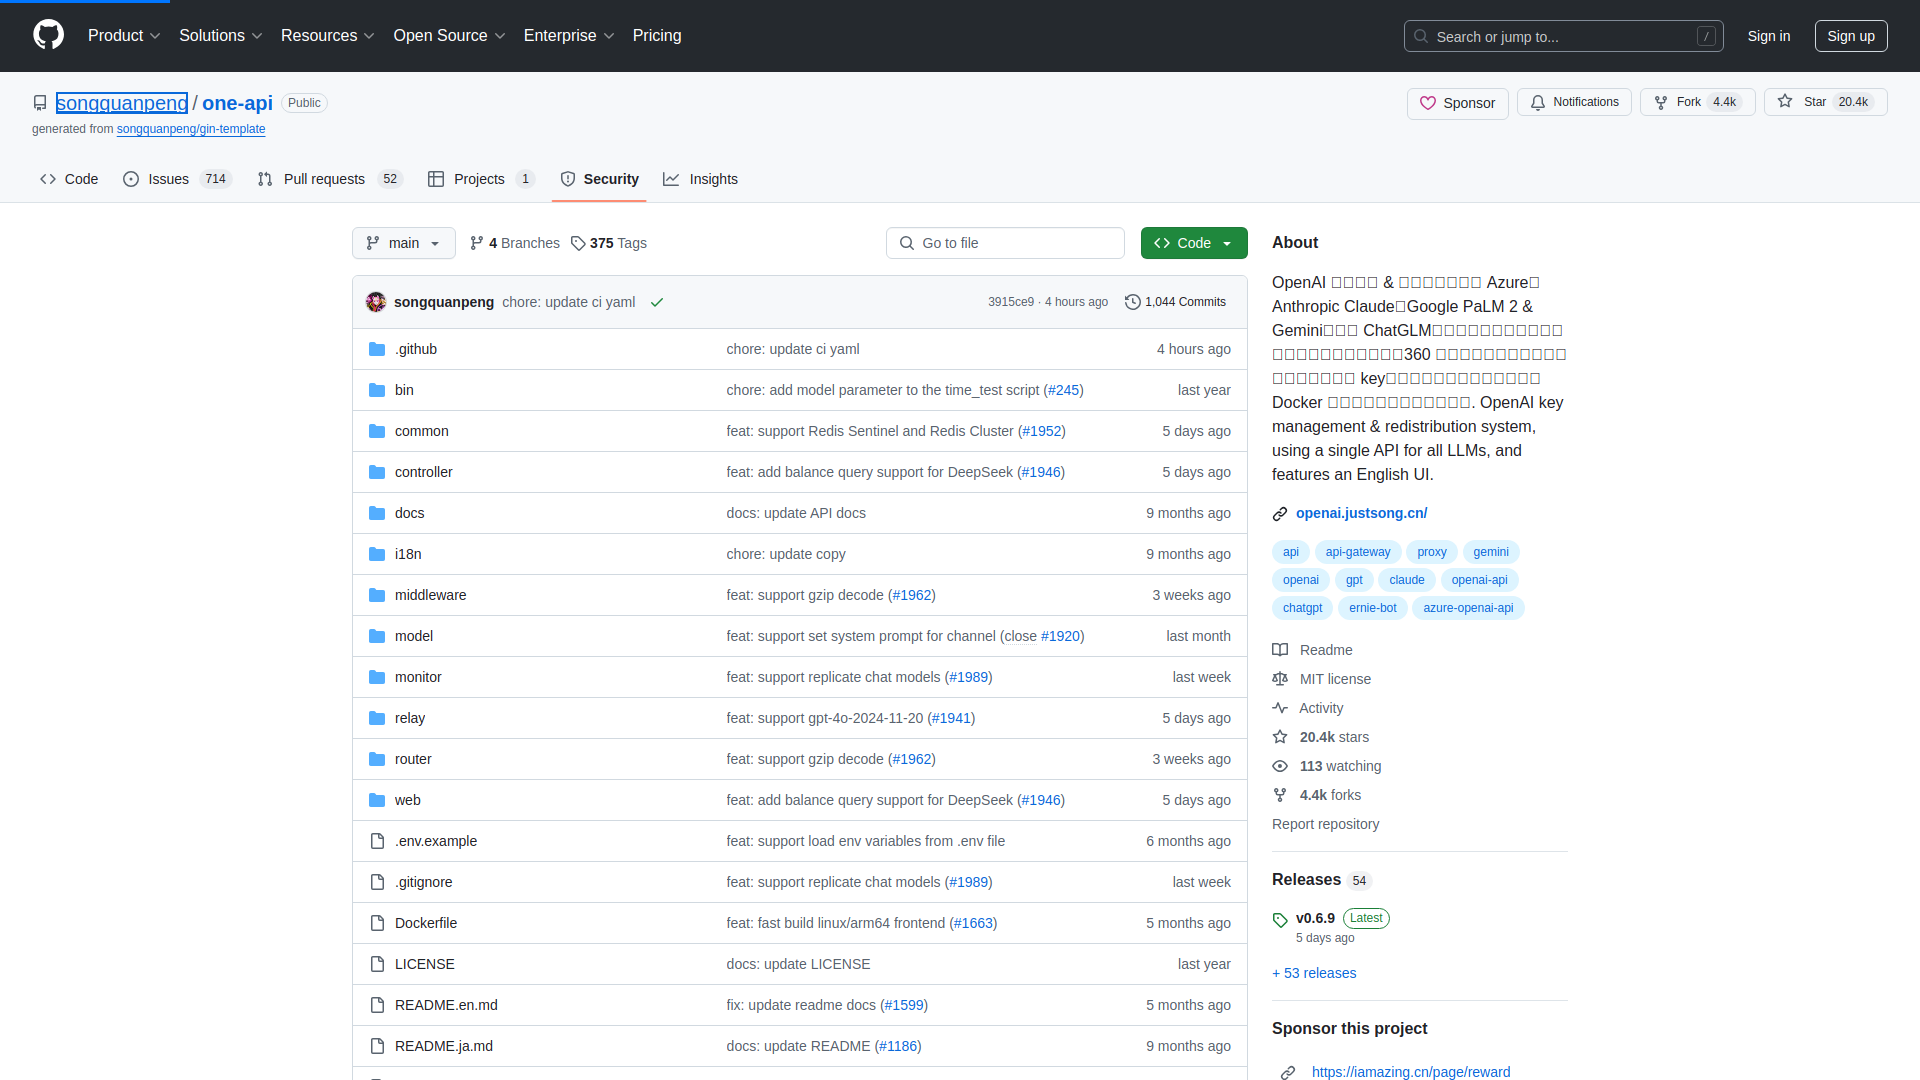 Product Solutions Resources Open Source Enterprise Pricing Search or jump to... / Sign in Sign up
songquanpeng / one-api Public Sponsor Notifications Fork 4.4k Star 20.4k
generated from songquanpeng/gin-template
Code Issues 714 Pull requests 52 Projects 1 Security Insights
main 4 Branches 375 Tags Go to file Code
songquanpeng chore: update ci yaml 3915ce9 · 4 hours ago 1,044 Commits
.github chore: update ci yaml 4 hours ago
bin chore: add model parameter to the time_test script (#245) last year
common feat: support Redis Sentinel and Redis Cluster (#1952) 5 days ago
controller feat: add balance query support for DeepSeek (#1946) 5 days ago
docs docs: update API docs 9 months ago
i18n chore: update copy 9 months ago
middleware feat: support gzip decode (#1962) 3 weeks ago
model feat: support set system prompt for channel (close #1920) last month
monitor feat: support replicate chat models (#1989) last week
relay feat: support gpt-4o-2024-11-20 (#1941) 5 days ago
router feat: support gzip decode (#1962) 3 weeks ago
web feat: add balance query support for DeepSeek (#1946) 5 days ago
.env.example feat: support load env variables from .env file 6 months ago
.gitignore feat: support replicate chat models (#1989) last week
Dockerfile feat: fast build linux/arm64 frontend (#1663) 5 months ago
LICENSE docs: update LICENSE last year
README.en.md fix: update readme docs (#1599) 5 months ago
README.ja.md docs: update README (#1186) 9 months ago
About
OpenAI & Azure
Anthropic Claude Google PaLM 2 &
Gemini ChatGLM
360
key
Docker . OpenAI key
management & redistribution system,
using a single API for all LLMs, and
features an English UI.
openai.justsong.cn/
api api-gateway proxy gemini
openai gpt claude openai-api
chatgpt ernie-bot azure-openai-api
Readme
MIT license
Activity
20.4k stars
113 watching
4.4k forks
Report repository
Releases 54
v0.6.9 Latest
5 days ago
+ 53 releases
Sponsor this project
https://iamazing.cn/page/reward